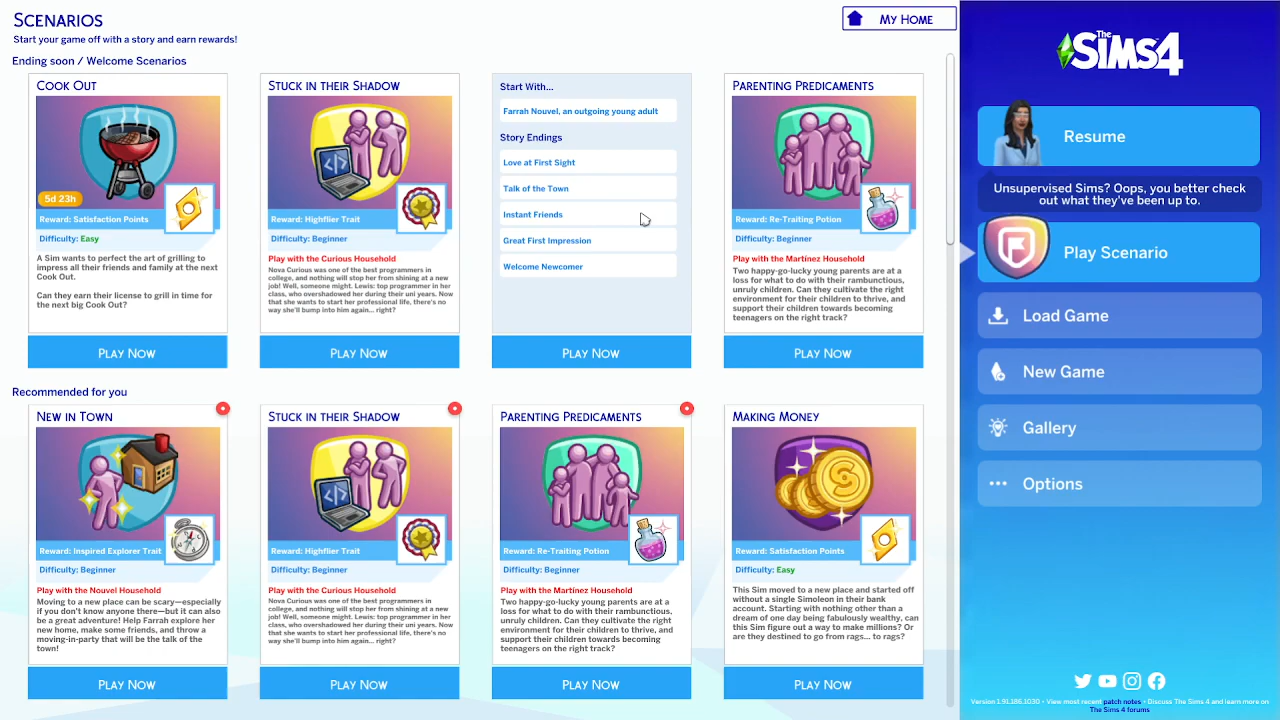 SCENARIOS
Start your game off with a story and earn rewards!
MY HOME
Ending soon / Welcome Scenarios
COOK OUT
5d 23h
Reward: Satisfaction Points
Difficulty: Easy
A Sim wants to perfect the art of grilling to
impress all their friends and family at the next
Cook Out.
Can they earn their license to grill in time for
the next big Cook Out?
PLAY NOW
STUCK IN THEIR SHADOW
Reward: Highflier Trait
Difficulty: Beginner
Play with the Curious Household
Nova Curious was one of the best programmers in
college, and nothing will stop her from shining at a new
job! Well, someone might. Lewis: top programmer in her
class, who overshadowed her during their uni years. Now
that she wants to start her professional life, there's no
way she'll bump into him again... right?
PLAY NOW
Start With...
Farrah Nouvel, an outgoing young adult
Story Endings
Love at First Sight
Talk of the Town
Instant Friends
Great First Impression
Welcome Newcomer
PLAY NOW
PARENTING PREDICAMENTS
Reward: Re-Traiting Potion
Difficulty: Beginner
Play with the Martínez Household
Two happy-go-lucky young parents are at a
loss for what to do with their rambunctious,
unruly children. Can they cultivate the right
environment for their children to thrive, and
support their children towards becoming
teenagers on the right track?
PLAY NOW
Recommended for you
NEW IN TOWN
Reward: Inspired Explorer Trait
Difficulty: Beginner
Play with the Nouvel Household
Moving to a new place can be scary—especially
if you don't know anyone there—but it can also
be a great adventure! Help Farrah explore her
new home, make some friends, and throw a
moving-in-party that will be the talk of the
town!
PLAY NOW
STUCK IN THEIR SHADOW
Reward: Highflier Trait
Difficulty: Beginner
Play with the Curious Household
Nova Curious was one of the best programmers in
college, and nothing will stop her from shining at a new
job! Well, someone might. Lewis: top programmer in her
class, who overshadowed her during their uni years. Now
that she wants to start her professional life, there's no
way she'll bump into him again... right?
PLAY NOW
PARENTING PREDICAMENTS
Reward: Re-Traiting Potion
Difficulty: Beginner
Play with the Martínez Household
Two happy-go-lucky young parents are at a
loss for what to do with their rambunctious,
unruly children. Can they cultivate the right
environment for their children to thrive, and
support their children towards becoming
teenagers on the right track?
PLAY NOW
MAKING MONEY
Reward: Satisfaction Points
Difficulty: Easy
This Sim moved to a new place and started off
without a single Simoleon in their bank
account. Starting with nothing other than a
dream of one day being fabulously wealthy, can
this Sim figure out a way to make millions? Or
are they destined to go from rags... to rags?
PLAY NOW
The SiMS 4
Resume
Unsupervised Sims? Oops, you better check
out what they've been up to.
Play Scenario
Load Game
New Game
Gallery
Options
Version 1.91.186.1030 - View most recent patch notes - Discuss The Sims 4 and learn more on
The Sims 4 forums